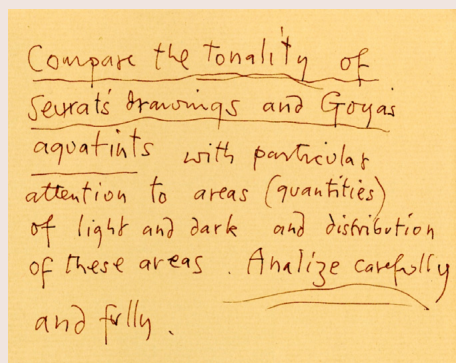 Compare the tonality of
Seurats drawings and Goyas
aquatints with particular
attention to areas (quantities)
of light and dark and distribution
of these areas. Analize carefully
and fully.